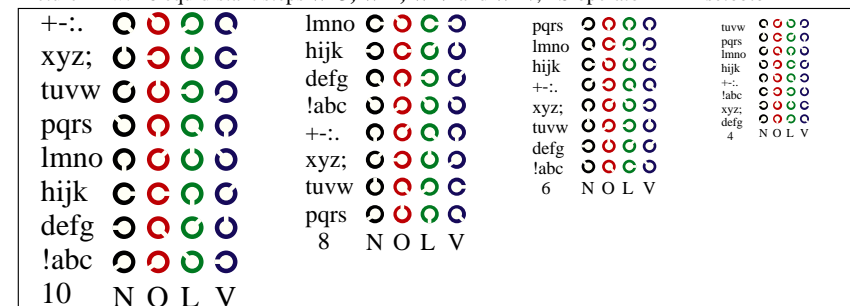 +-:.
xyz;
tuvw
pqrs
lmno
hijk
defg
!abc
10 N O L V
lmno
hijk
defg
!abc
+-:.
xyz;
tuvw
pqrs
8 N O L V
pqrs
lmno
hijk
+-:.
xyz;
tuvw
defg
!abc
6 N O L V
tuvw
pqrs
lmno
hijk
+-:.
!abc
xyz;
defg
4 N O L V